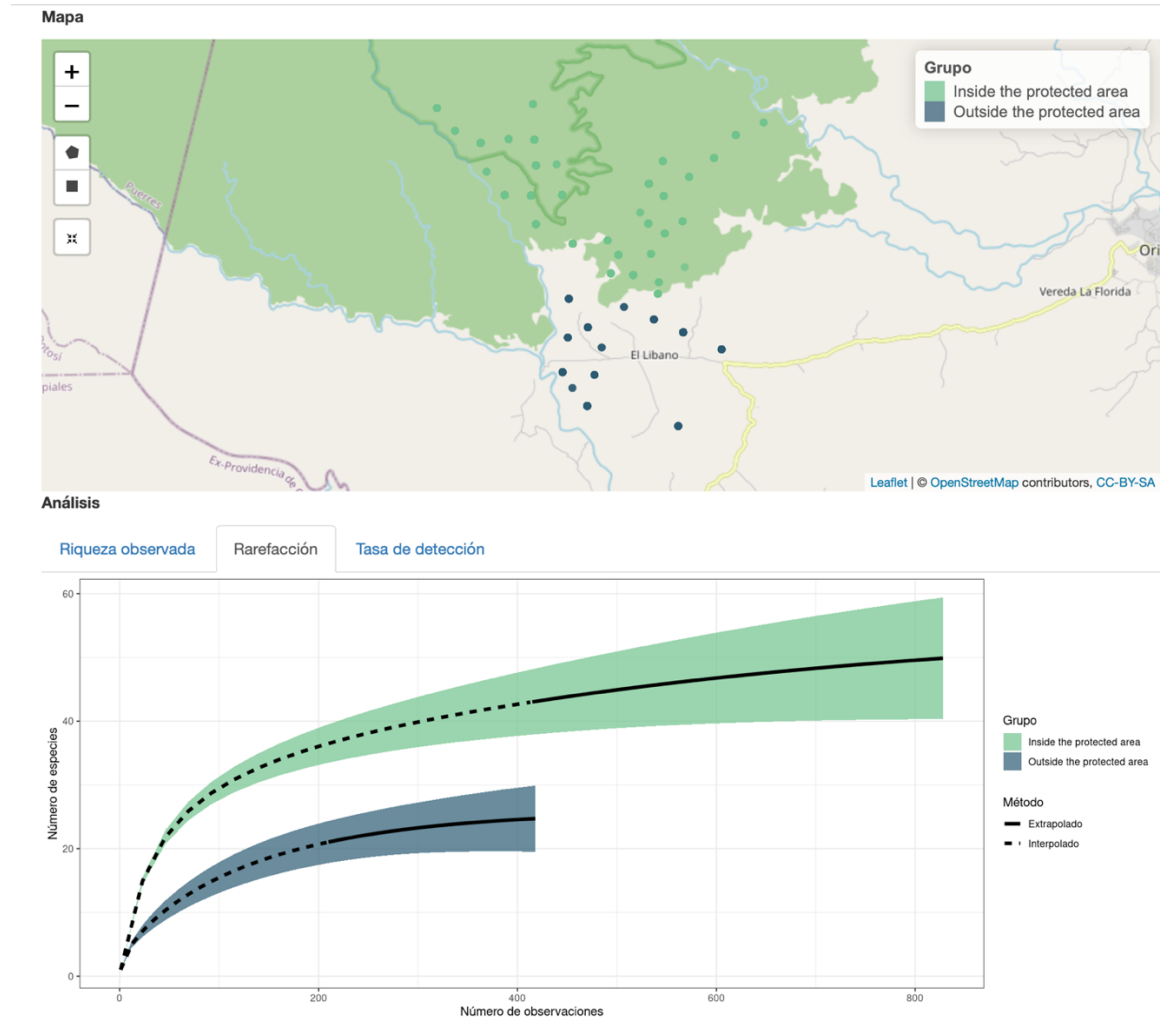 Mapa
+
−
Grupo
Inside the protected area
Outside the protected area
Puerres
Ori
Vereda La Florida
El Libano
Potosí
piales
Ex-Providencia de
Leaflet | © OpenStreetMap contributors, CC-BY-SA
Análisis
Riqueza observada
Rarefacción
Tasa de detección
60
40
20
0
Número de especies
0
200
400
600
800
Número de observaciones
Grupo
Inside the protected area
Outside the protected area
Método
Extrapolado
Interpolado